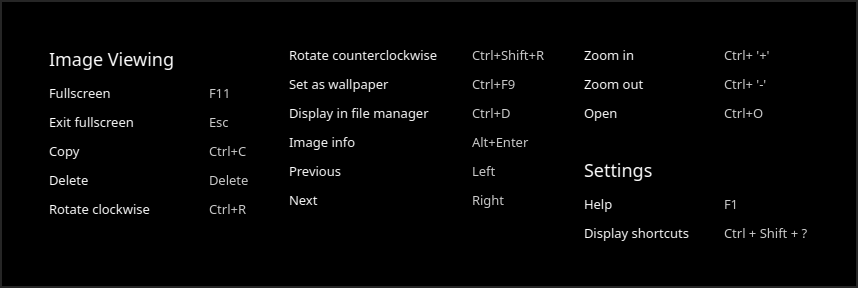 Image Viewing
Fullscreen F11
Exit fullscreen Esc
Copy Ctrl+C
Delete Delete
Rotate clockwise Ctrl+R
Rotate counterclockwise Ctrl+Shift+R
Set as wallpaper Ctrl+F9
Display in file manager Ctrl+D
Image info Alt+Enter
Previous Left
Next Right
Zoom in Ctrl+ '+'
Zoom out Ctrl+ '-'
Open Ctrl+O
Settings
Help F1
Display shortcuts Ctrl + Shift + ?